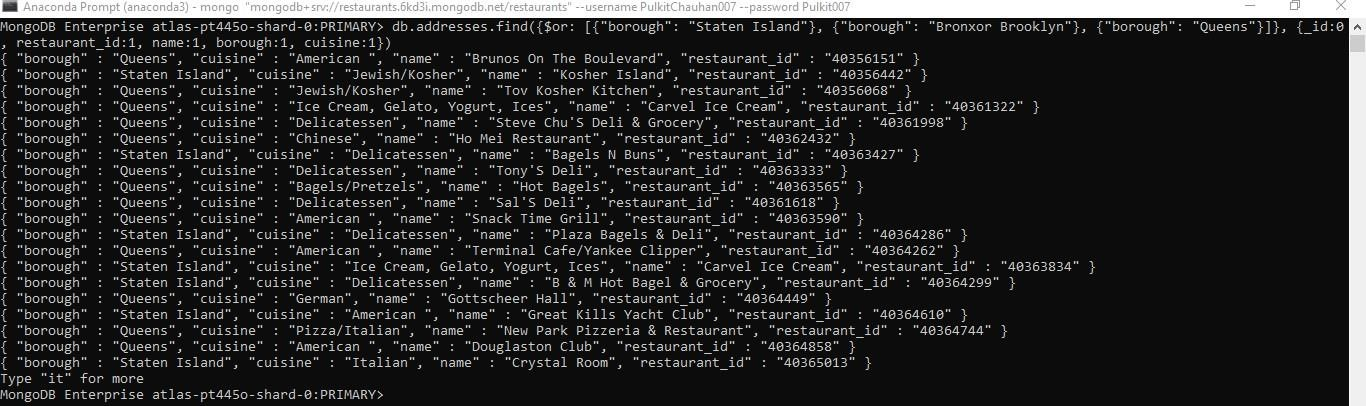 Anaconda Prompt (anaconda3) - mongo  "mongodb+srv://restaurants.6kd3i.mongodb.net/restaurants" --username PulkitChauhan007 --password Pulkit007
MongoDB Enterprise atlas-pt445o-shard-0:PRIMARY> db.addresses.find({$or: [{"borough": "Staten Island"}, {"borough": "Bronxor Brooklyn"}, {"borough": "Queens"}]}, {_id:0
, restaurant_id:1, name:1, borough:1, cuisine:1})
{ "borough" : "Queens", "cuisine" : "American ", "name" : "Brunos On The Boulevard", "restaurant_id" : "40356151" }
{ "borough" : "Staten Island", "cuisine" : "Jewish/Kosher", "name" : "Kosher Island", "restaurant_id" : "40356442" }
{ "borough" : "Queens", "cuisine" : "Jewish/Kosher", "name" : "Tov Kosher Kitchen", "restaurant_id" : "40356068" }
{ "borough" : "Queens", "cuisine" : "Ice Cream, Gelato, Yogurt, Ices", "name" : "Carvel Ice Cream", "restaurant_id" : "40361322" }
{ "borough" : "Queens", "cuisine" : "Delicatessen", "name" : "Steve Chu'S Deli & Grocery", "restaurant_id" : "40361998" }
{ "borough" : "Queens", "cuisine" : "Chinese", "name" : "Ho Mei Restaurant", "restaurant_id" : "40362432" }
{ "borough" : "Staten Island", "cuisine" : "Delicatessen", "name" : "Bagels N Buns", "restaurant_id" : "40363427" }
{ "borough" : "Queens", "cuisine" : "Delicatessen", "name" : "Tony'S Deli", "restaurant_id" : "40363333" }
{ "borough" : "Queens", "cuisine" : "Bagels/Pretzels", "name" : "Hot Bagels", "restaurant_id" : "40363565" }
{ "borough" : "Queens", "cuisine" : "Delicatessen", "name" : "Sal'S Deli", "restaurant_id" : "40361618" }
{ "borough" : "Queens", "cuisine" : "American ", "name" : "Snack Time Grill", "restaurant_id" : "40363590" }
{ "borough" : "Staten Island", "cuisine" : "Delicatessen", "name" : "Plaza Bagels & Deli", "restaurant_id" : "40364286" }
{ "borough" : "Queens", "cuisine" : "American ", "name" : "Terminal Cafe/Yankee Clipper", "restaurant_id" : "40364262" }
{ "borough" : "Staten Island", "cuisine" : "Ice Cream, Gelato, Yogurt, Ices", "name" : "Carvel Ice Cream", "restaurant_id" : "40363834" }
{ "borough" : "Staten Island", "cuisine" : "Delicatessen", "name" : "B & M Hot Bagel & Grocery", "restaurant_id" : "40364299" }
{ "borough" : "Queens", "cuisine" : "German", "name" : "Gottscheer Hall", "restaurant_id" : "40364449" }
{ "borough" : "Staten Island", "cuisine" : "American ", "name" : "Great Kills Yacht Club", "restaurant_id" : "40364610" }
{ "borough" : "Queens", "cuisine" : "Pizza/Italian", "name" : "New Park Pizzeria & Restaurant", "restaurant_id" : "40364744" }
{ "borough" : "Queens", "cuisine" : "American ", "name" : "Douglaston Club", "restaurant_id" : "40364858" }
{ "borough" : "Staten Island", "cuisine" : "Italian", "name" : "Crystal Room", "restaurant_id" : "40365013" }
Type "it" for more
MongoDB Enterprise atlas-pt445o-shard-0:PRIMARY>